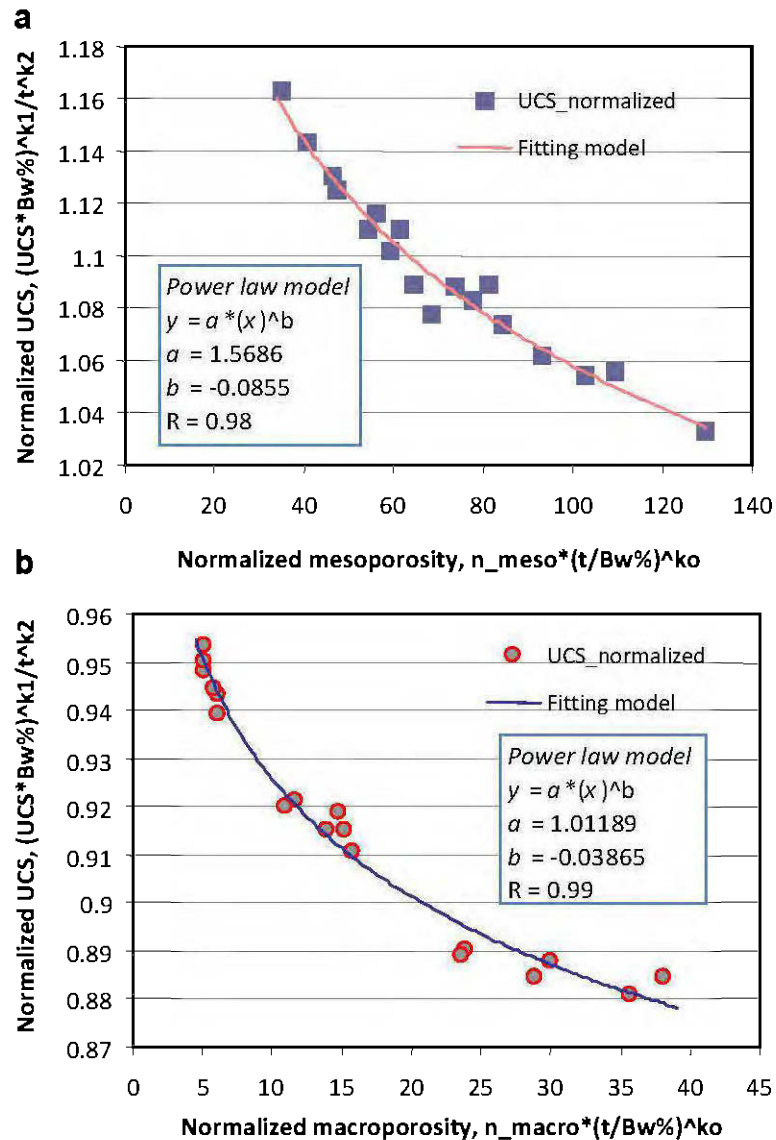 a
Normalized UCS, (UCS*Bw%)^k1/t^k2
1.18
1.16
1.14
1.12
1.1
1.08
1.06
1.04
1.02
UCS_normalized
Fitting model
Power law model
y = a*(x)^b
a = 1.5686
b = -0.0855
R = 0.98
0 20 40 60 80 100 120 140
Normalized mesoporosity, n_meso*(t/Bw%)^ko
b
Normalized UCS, (UCS*Bw%)^k1/t^k2
0.96
0.95
0.94
0.93
0.92
0.91
0.9
0.89
0.88
0.87
UCS_normalized
Fitting model
Power law model
y = a*(x)^b
a = 1.01189
b = -0.03865
R = 0.99
0 5 10 15 20 25 30 35 40 45
Normalized macroporosity, n_macro*(t/Bw%)^ko